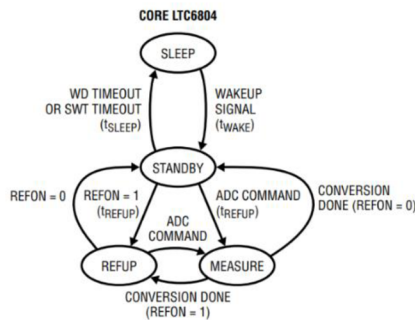 CORE LTC6804
SLEEP
WD TIMEOUT
OR SWT TIMEOUT
(tSLEEP)
WAKEUP
SIGNAL
(tWAKE)
STANDBY
REFON = 0
REFON = 1
(tREFUP)
ADC COMMAND
(tREFUP)
CONVERSION
DONE (REFON = 0)
ADC
COMMAND
REFUP
MEASURE
CONVERSION DONE
(REFON = 1)